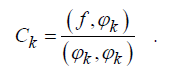 C_k = (f, φ_k) / (φ_k, φ_k) .